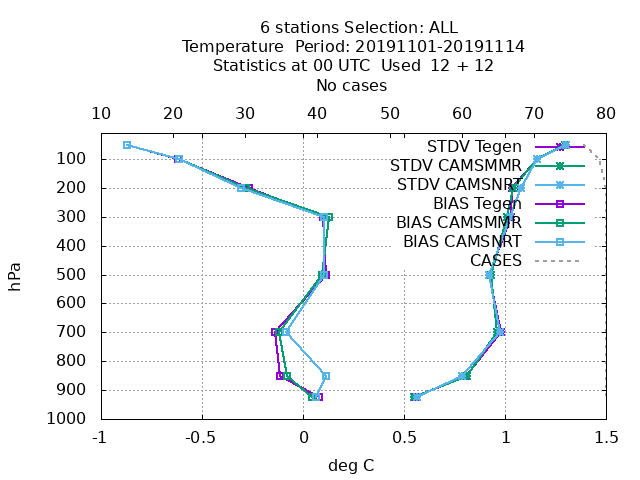 6 stations Selection: ALL
Temperature  Period: 20191101-20191114
Statistics at 00 UTC  Used  12 + 12
No cases
10 20 30 40 50 60 70 80
STDV Tegen
STDV CAMSMMR
STDV CAMSNRT
BIAS Tegen
BIAS CAMSMMR
BIAS CAMSNRT
CASES
100
200
300
400
500
600
700
800
900
1000
hPa
-1 -0.5 0 0.5 1 1.5
deg C